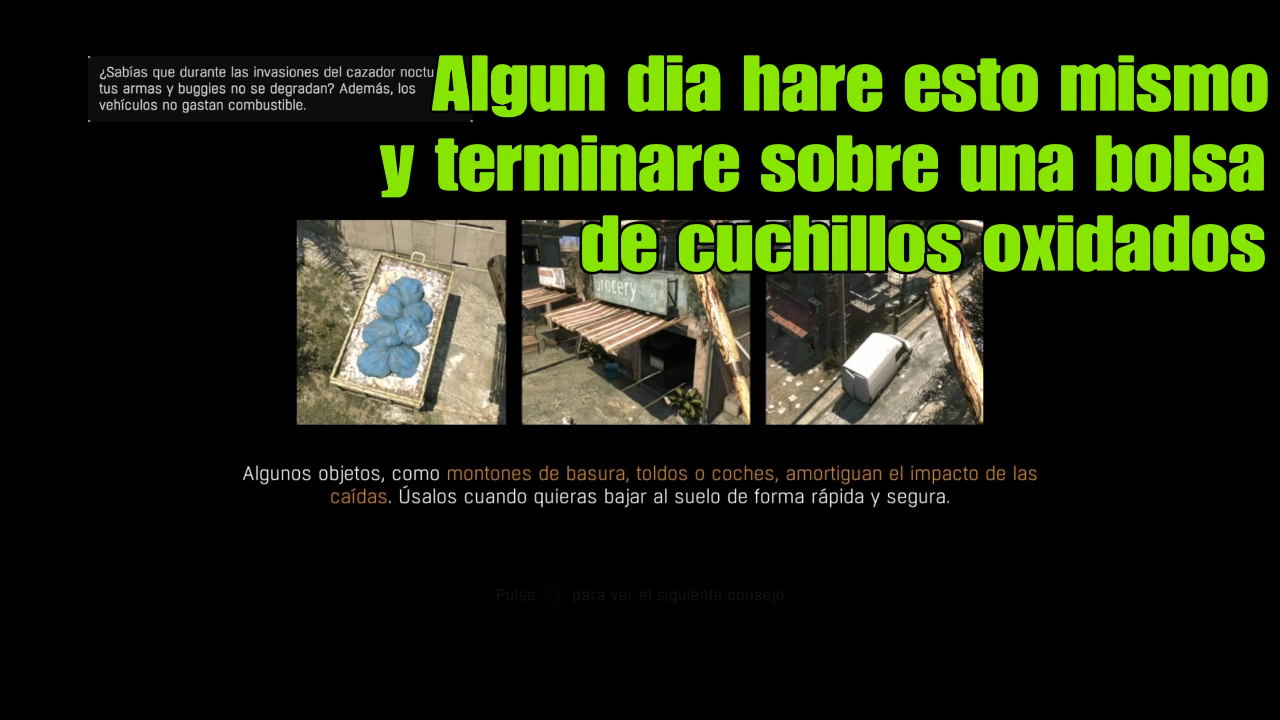 ¿Sabías que durante las invasiones del cazador noctu
tus armas y buggies no se degradan? Además, los
vehículos no gastan combustible.
Algun dia hare esto mismo
y terminare sobre una bolsa
de cuchillos oxidados
grocery
Algunos objetos, como montones de basura, toldos o coches, amortiguan el impacto de las
caídas. Úsalos cuando quieras bajar al suelo de forma rápida y segura.
Pulsa para ver el siguiente consejo